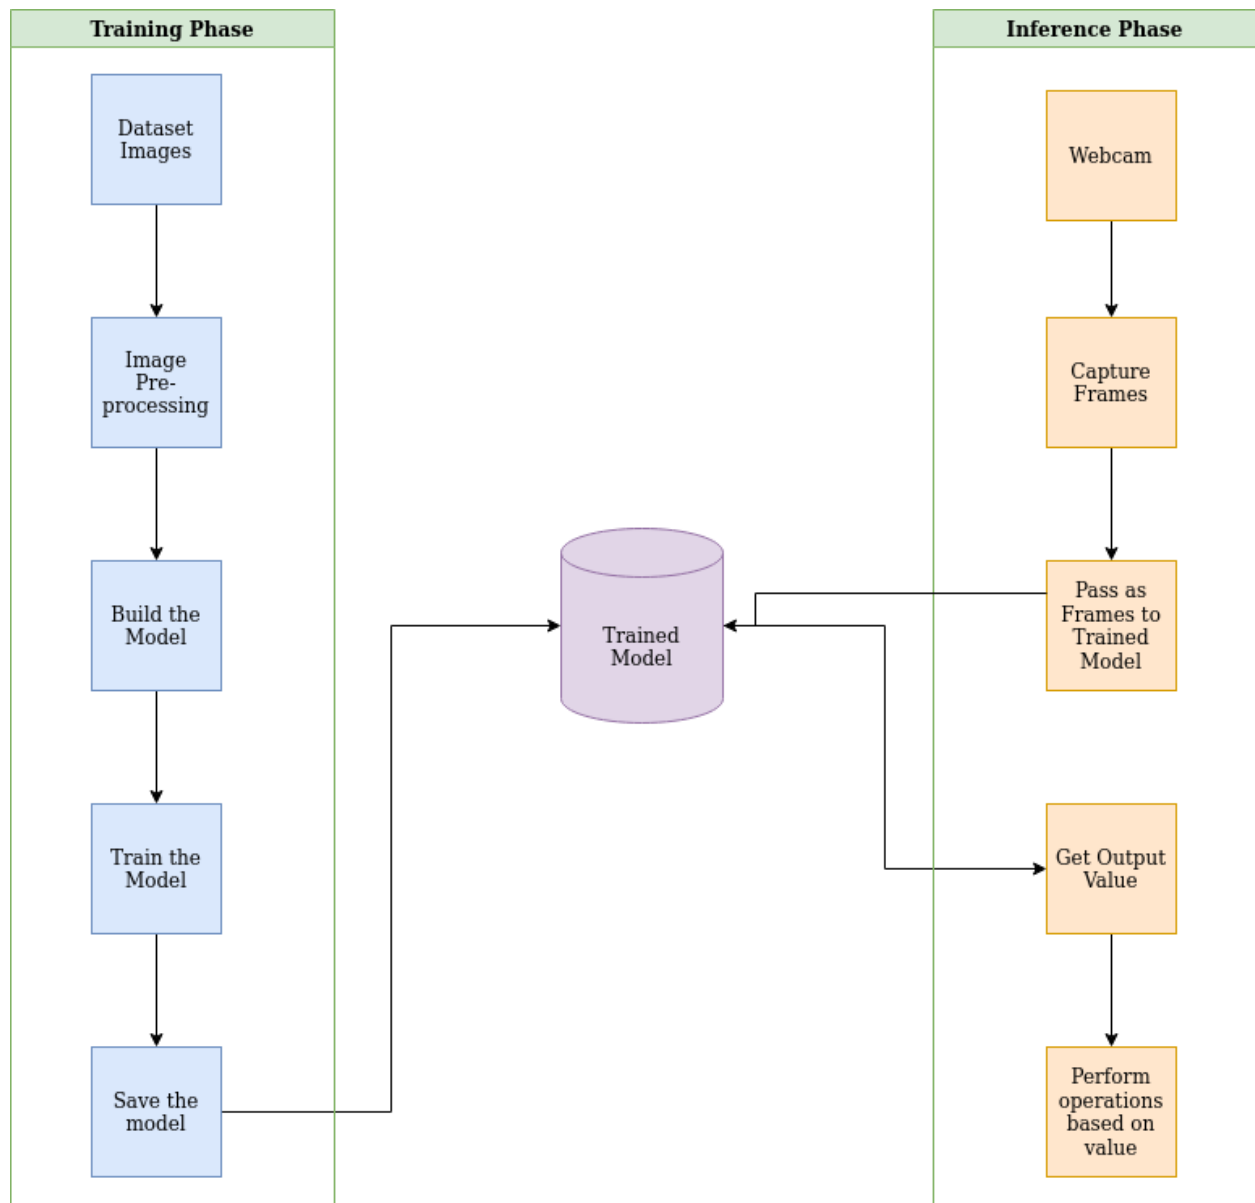 Training Phase
Dataset
Images
Image
Pre-
processing
Build the
Model
Train the
Model
Save the
model
Trained
Model
Inference Phase
Webcam
Capture
Frames
Pass as
Frames to
Trained
Model
Get Output
Value
Perform
operations
based on
value